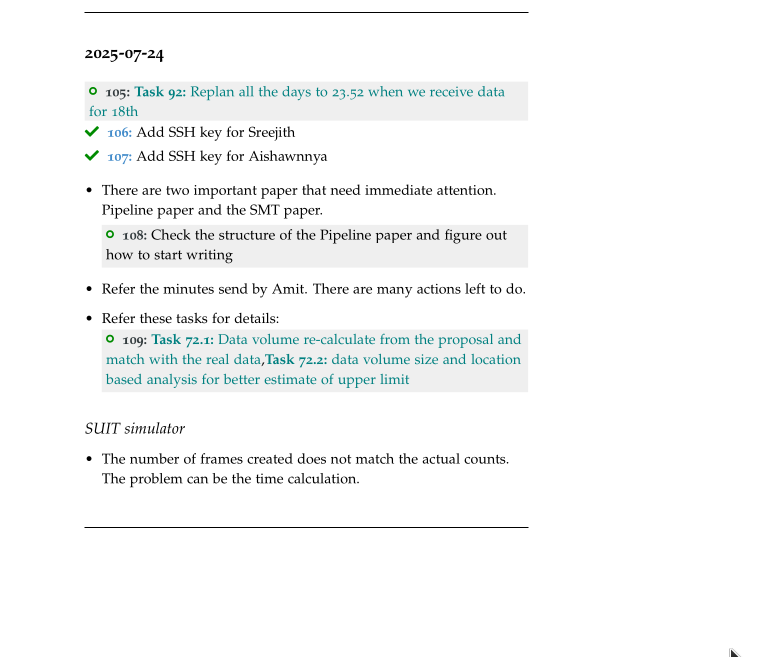 2025-07-24
105: Task 92: Replan all the days to 23.52 when we receive data
for 18th
106: Add SSH key for Sreejith
107: Add SSH key for Aishawnnya
• There are two important paper that need immediate attention.
Pipeline paper and the SMT paper.
108: Check the structure of the Pipeline paper and figure out
how to start writing
• Refer the minutes send by Amit. There are many actions left to do.
• Refer these tasks for details:
109: Task 72.1: Data volume re-calculate from the proposal and
match with the real data,Task 72.2: data volume size and location
based analysis for better estimate of upper limit
SUIT simulator
• The number of frames created does not match the actual counts.
The problem can be the time calculation.